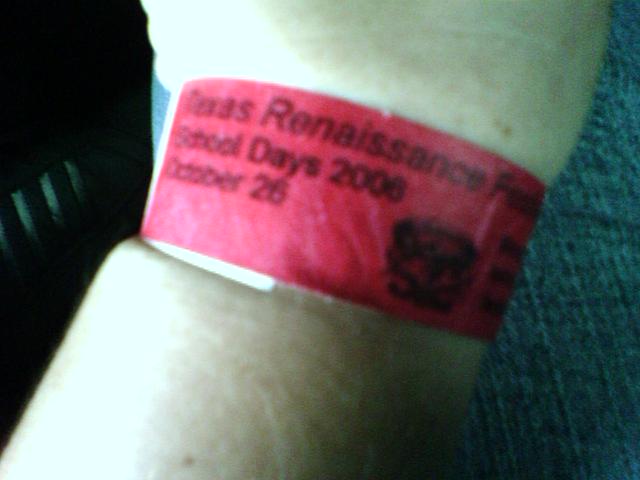 Texas Renaissance
School Days 2006
October 26